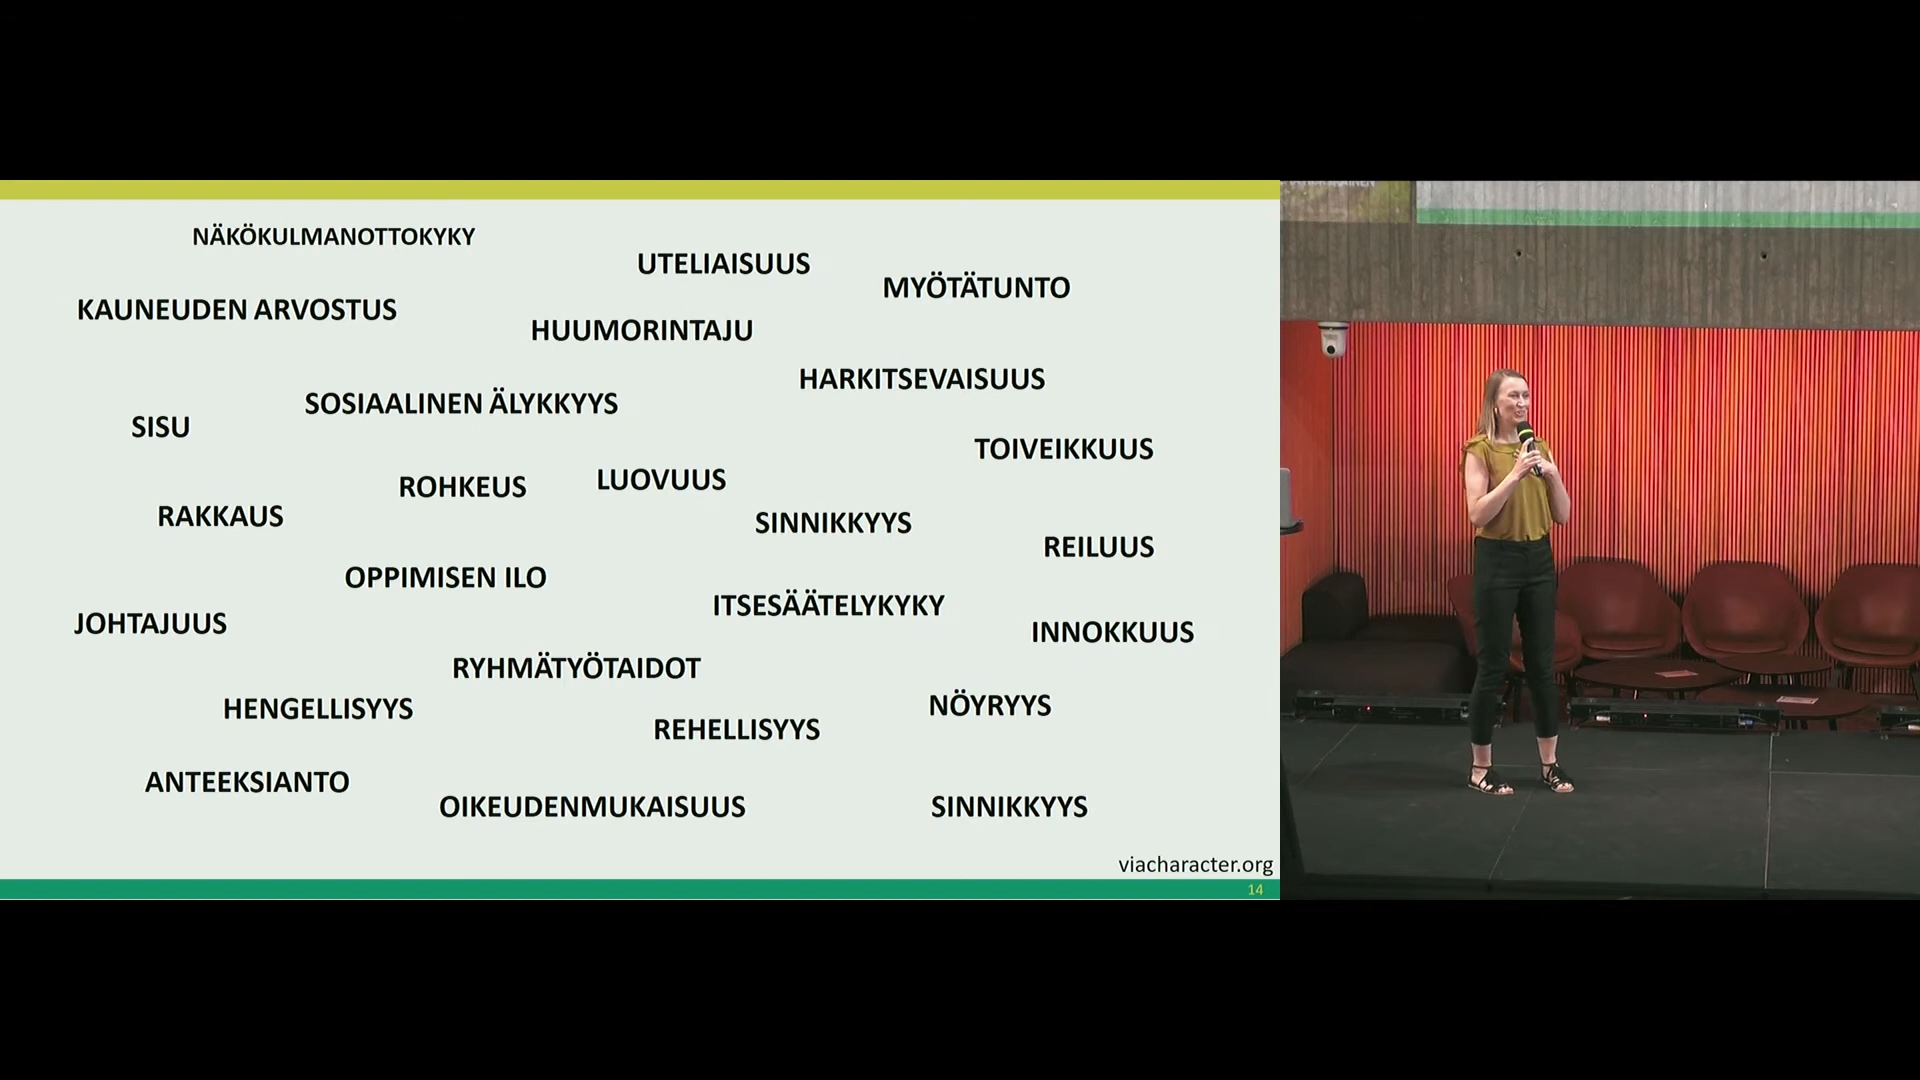 NÄKÖKULMANOTTOKYKY
UTELIAISUUS
MYÖTÄTUNTO
KAUNEUDEN ARVOSTUS
HUUMORINTAJU
HARKITSEVAISUUS
SOSIAALINEN ÄLYKKYYS
SISU
TOIVEIKKUUS
ROHKEUS
LUOVUUS
RAKKAUS
SINNIKKYYS
REILUUS
OPPIMISEN ILO
ITSESÄÄTELYKYKY
JOHTAJUUS
INNOKKUUS
RYHMÄTYÖTAIDOT
HENGELLISYYS
NÖYRYYS
REHELLISYYS
ANTEEKSIANTO
OIKEUDENMUKAISUUS
SINNIKKYYS
viacharacter.org
14